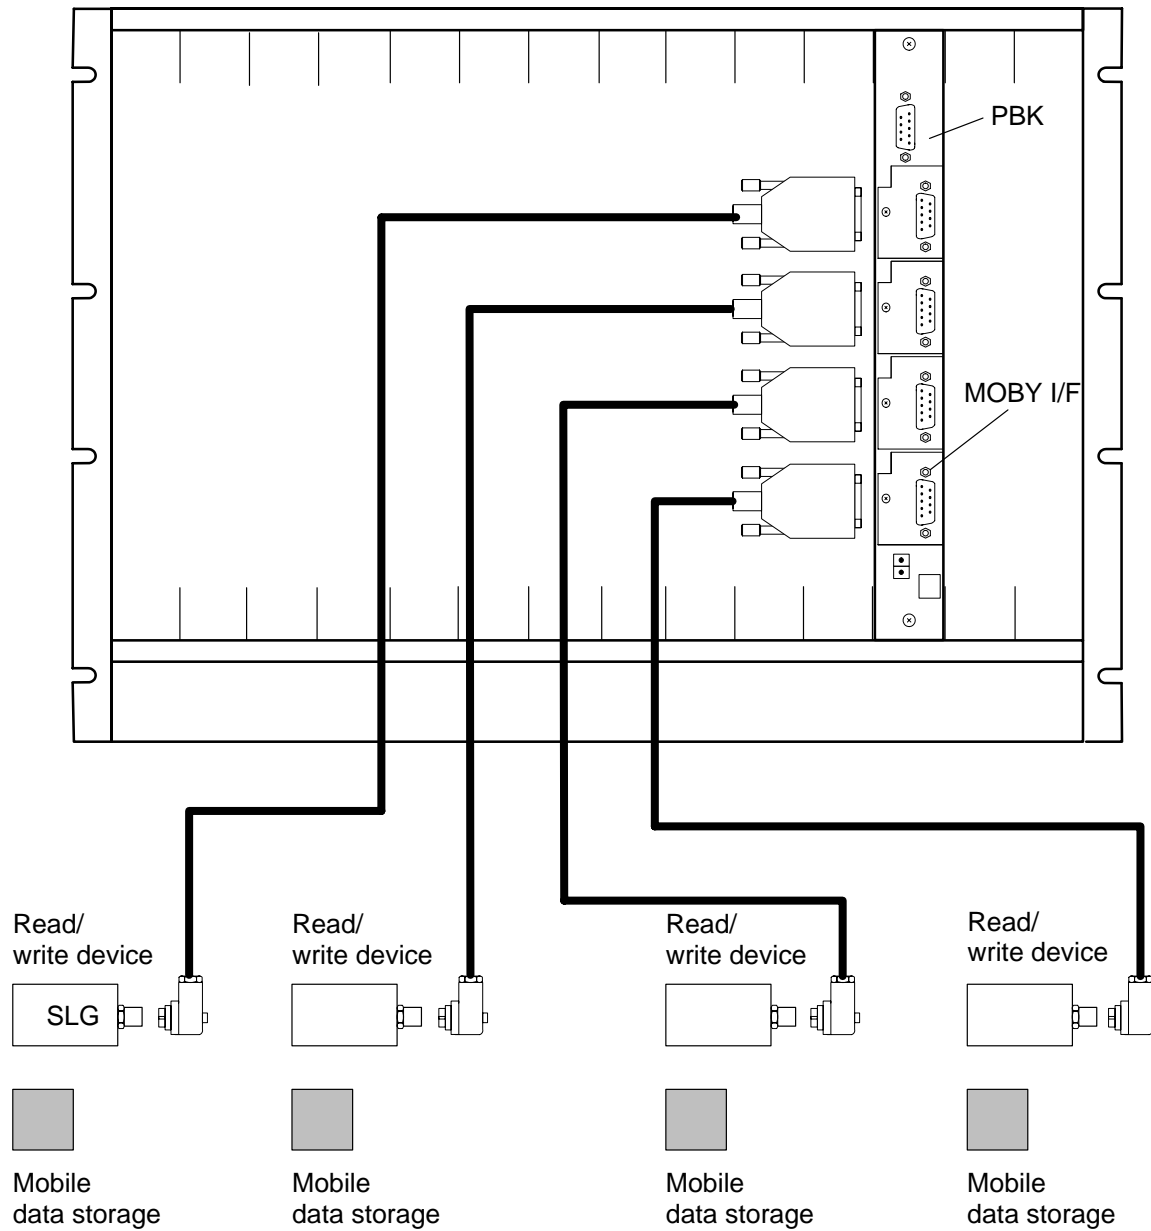 PBK
MOBY I/F
Read/
write device
Read/
write device
Read/
write device
Read/
write device
SLG
Mobile
data storage
Mobile
data storage
Mobile
data storage
Mobile
data storage